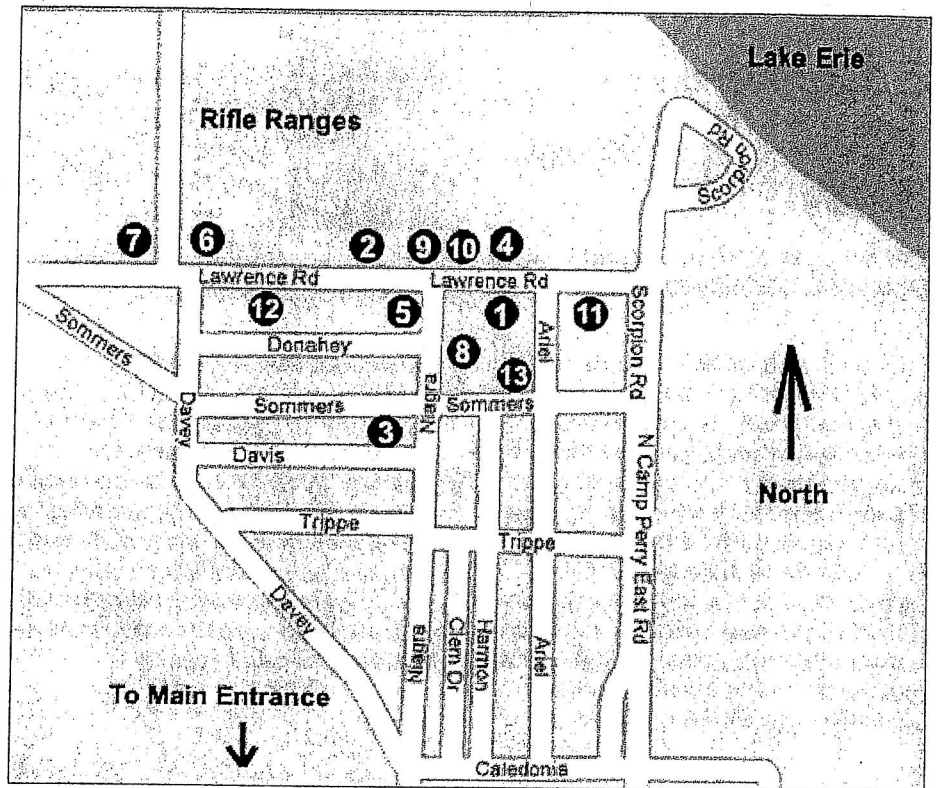 Lake Erie
Rifle Ranges
Scorpion Rd
7
6
2
9
10
4
Lawrence Rd
Lawrence Rd
12
5
1
11
Sommers
Donahey
8
Ariel
Scorpion Rd
13
Davey
Sommers
Niagra
Sommers
3
Davis
N Camp Perry East Rd
North
Trippe
Trippe
Davey
Niagra
Clem Dr
Harmon
Ariel
To Main Entrance
Caledonia